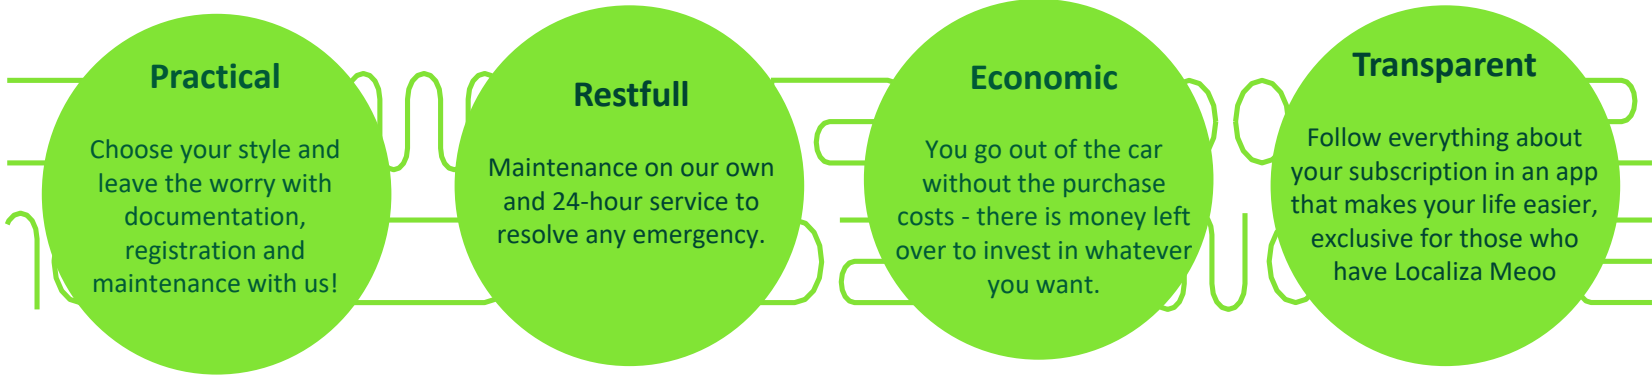 Practical
Choose your style and
leave the worry with
documentation,
registration and
maintenance with us!
Restfull
Maintenance on our own
and 24-hour service to
resolve any emergency.
Economic
You go out of the car
without the purchase
costs - there is money left
over to invest in whatever
you want.
Transparent
Follow everything about
your subscription in an app
that makes your life easier,
exclusive for those who
have Localiza Meoo